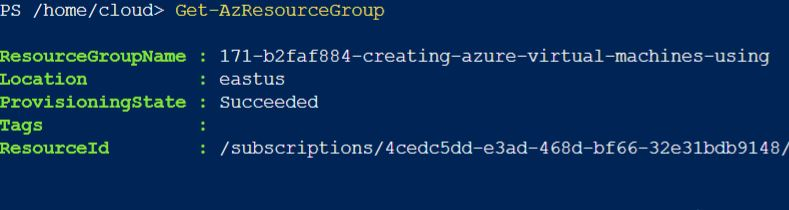 PS /home/cloud> Get-AzResourceGroup
ResourceGroupName : 171-b2faf884-creating-azure-virtual-machines-using
Location : eastus
ProvisioningState : Succeeded
Tags :
ResourceId : /subscriptions/4cedc5dd-e3ad-468d-bf66-32e31bdb9148/